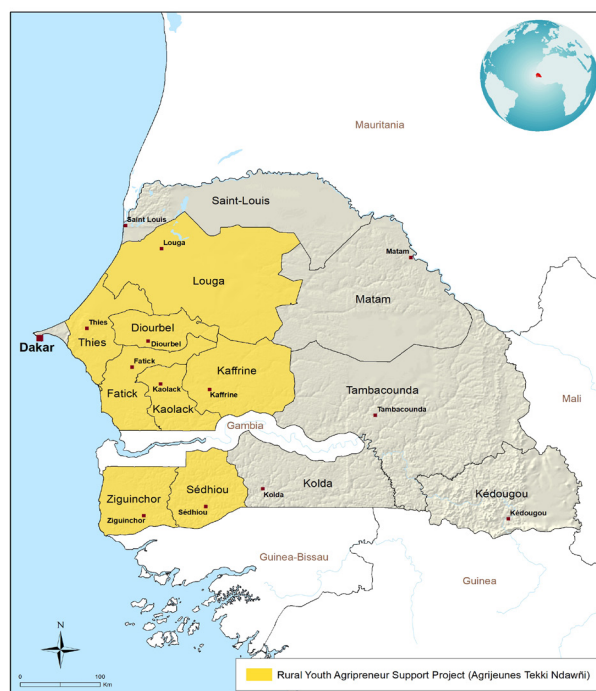 Mauritania
Saint-Louis
Saint Louis
Louga
Matam
Louga
Matam
Thies
Diourbel
Dakar
Thies
Diourbel
Fatick
Kaffrine
Kaolack
Tambacounda
Fatick
Kaffrine
Mali
Kaolack
Tambacounda
Gambia
Kolda
Kédougou
Sédhiou
Kolda
Ziguinchor
Sédhiou
Kédougou
Ziguinchor
Guinea-Bissau
Guinea
N
0 100
Km
Rural Youth Agripreneur Support Project (Agrijeunes Tekki Ndawñi)